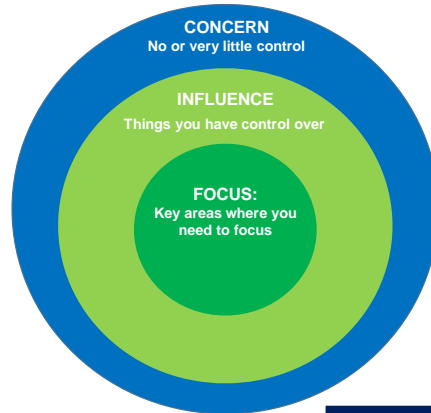 CONCERN
No or very little control
INFLUENCE
Things you have control over
FOCUS:
Key areas where you
need to focus